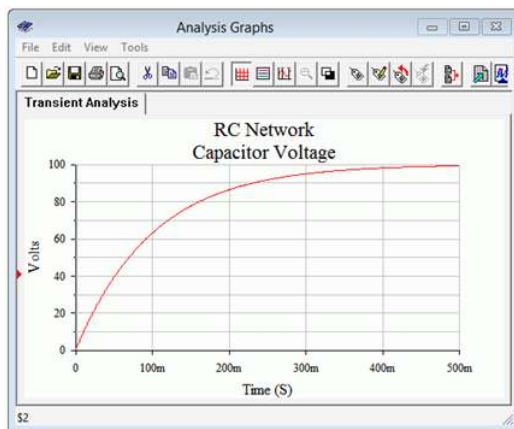 Analysis Graphs
File Edit View Tools
Transient Analysis
RC Network
Capacitor Voltage
100
80
60
40
20
0
Volts
0 100m 200m 300m 400m 500m
Time (S)
$2